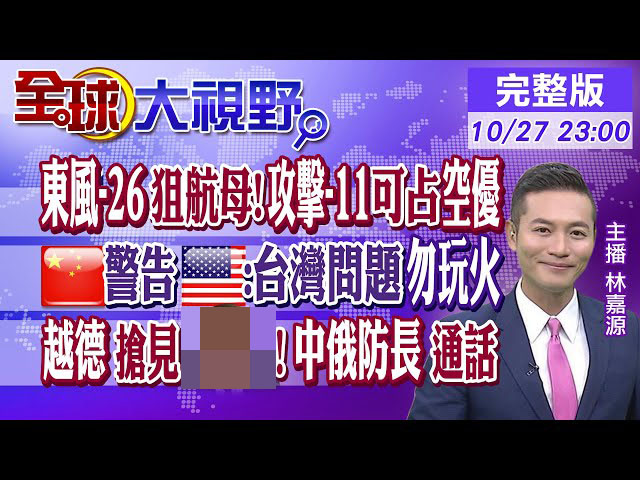 全球大視野
完整版
10/27 23:00
東風-26 狙航母!攻擊-11可占空優
警告 :台灣問題 勿玩火
越德 搶見 ! 中俄防長 通話
主播 林嘉源